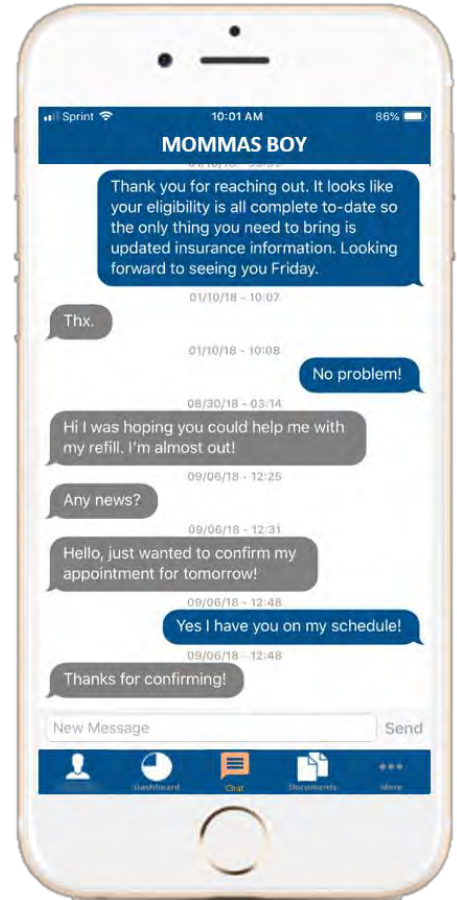 Sprint 10:01 AM 86%
MOMMAS BOY
Thank you for reaching out. It looks like
your eligibility is all complete to-date so
the only thing you need to bring is
updated insurance information. Looking
forward to seeing you Friday.
01/10/18 - 10:07
Thx.
01/10/18 - 10:08
No problem!
08/30/18 - 03:14
Hi I was hoping you could help me with
my refill. I'm almost out!
09/06/18 - 12:25
Any news?
09/06/18 - 12:31
Hello, just wanted to confirm my
appointment for tomorrow!
09/06/18 - 12:48
Yes I have you on my schedule!
09/06/18 - 12:48
Thanks for confirming!
New Message Send
Dashboard Chat Documents More